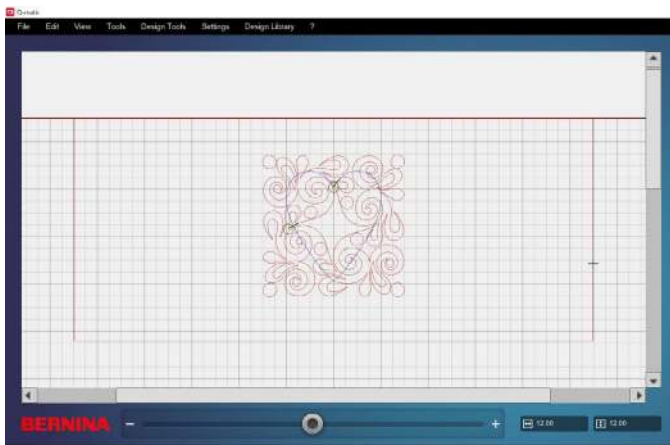 Q-matic
File Edit View Tools Design Tools Settings Design Library ?
BERNINA - + 12.00 12.00